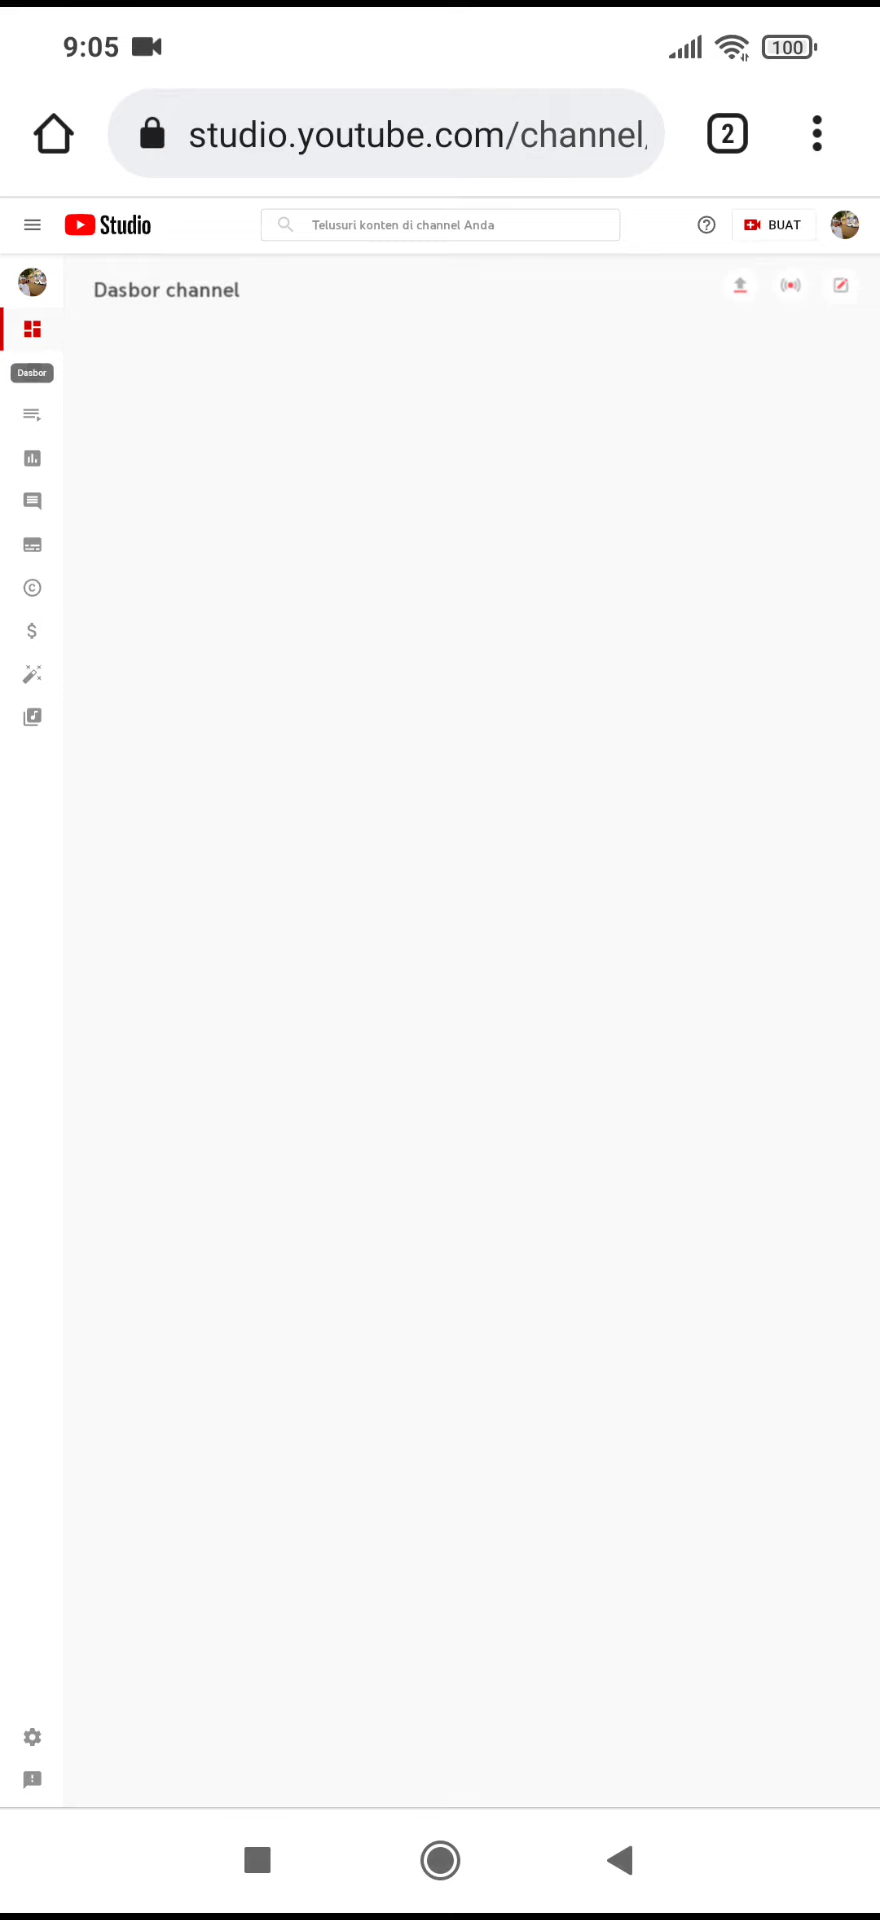 9:05
100
studio.youtube.com/channel
2
Studio
Telusuri konten di channel Anda
BUAT
Dasbor channel
Dasbor